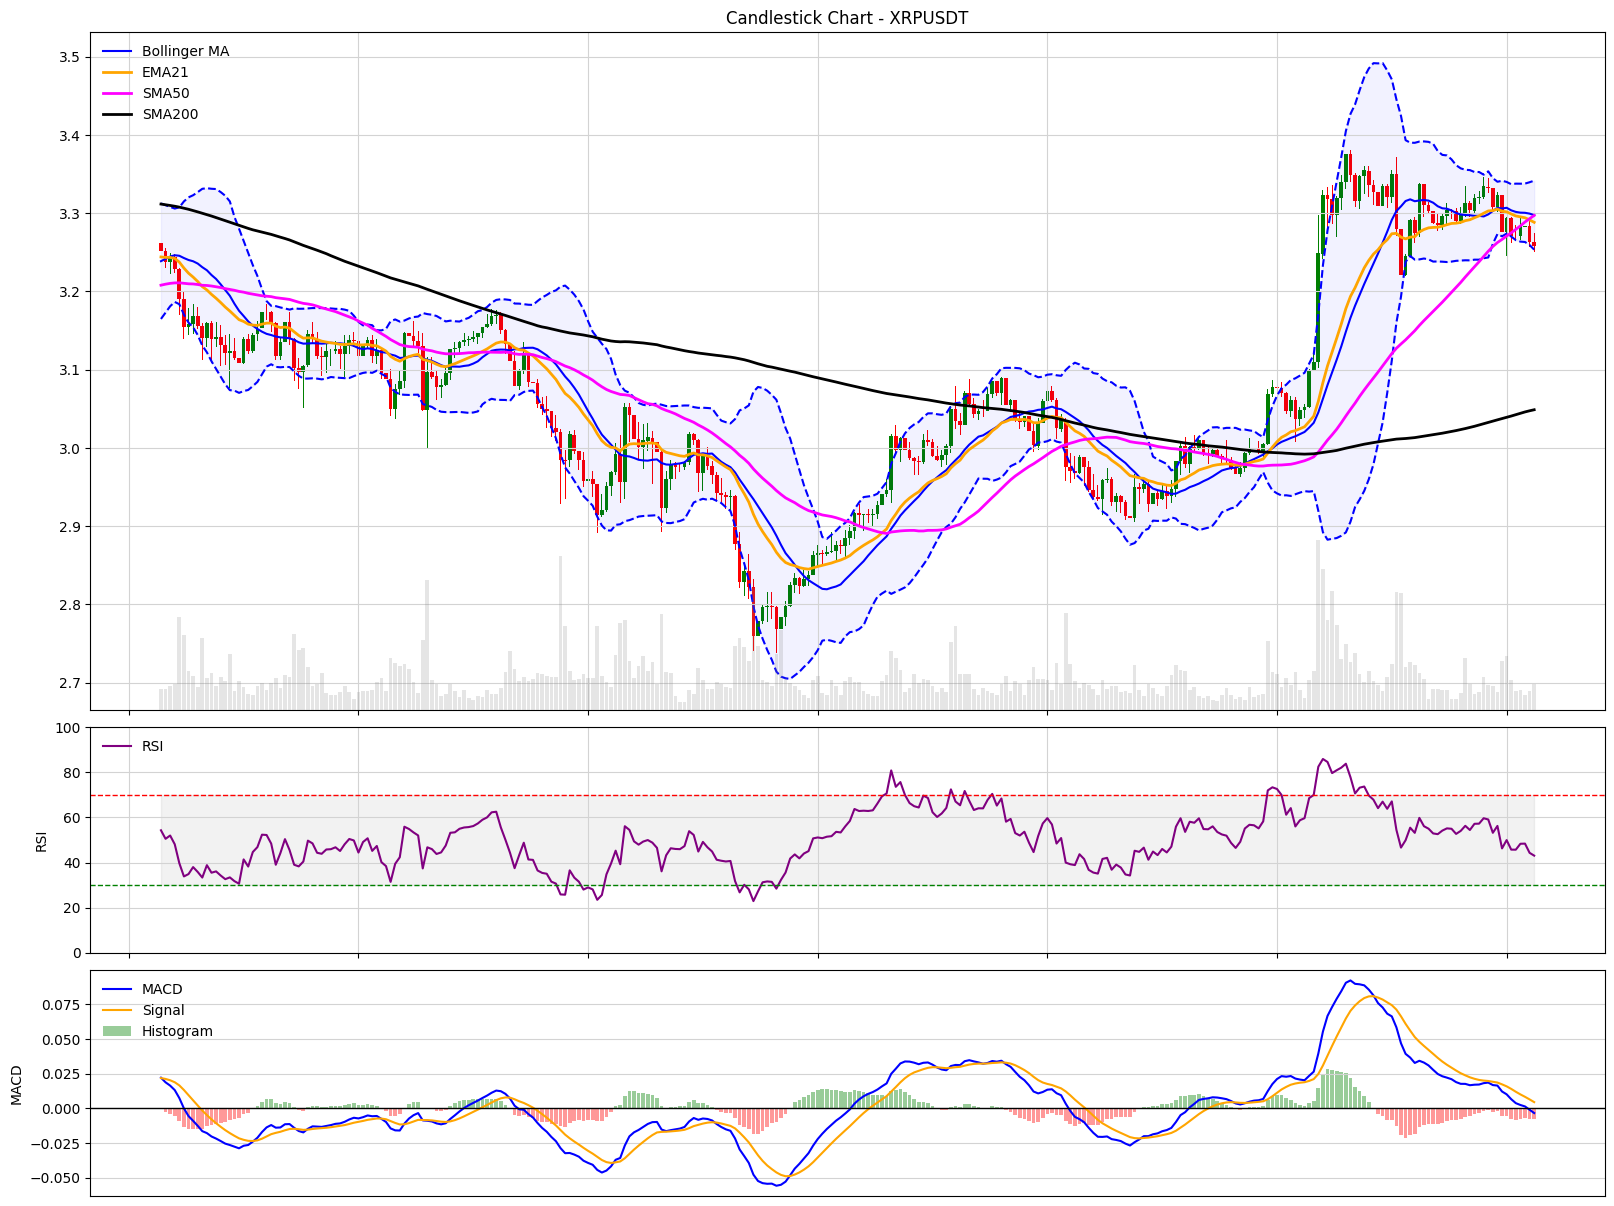 Candlestick Chart - XRPUSDT
Bollinger MA
EMA21
SMA50
SMA200
3.5
3.4
3.3
3.2
3.1
3.0
2.9
2.8
2.7
RSI
RSI
100
80
60
40
20
0
MACD
Signal
Histogram
MACD
0.075
0.050
0.025
0.000
−0.025
−0.050